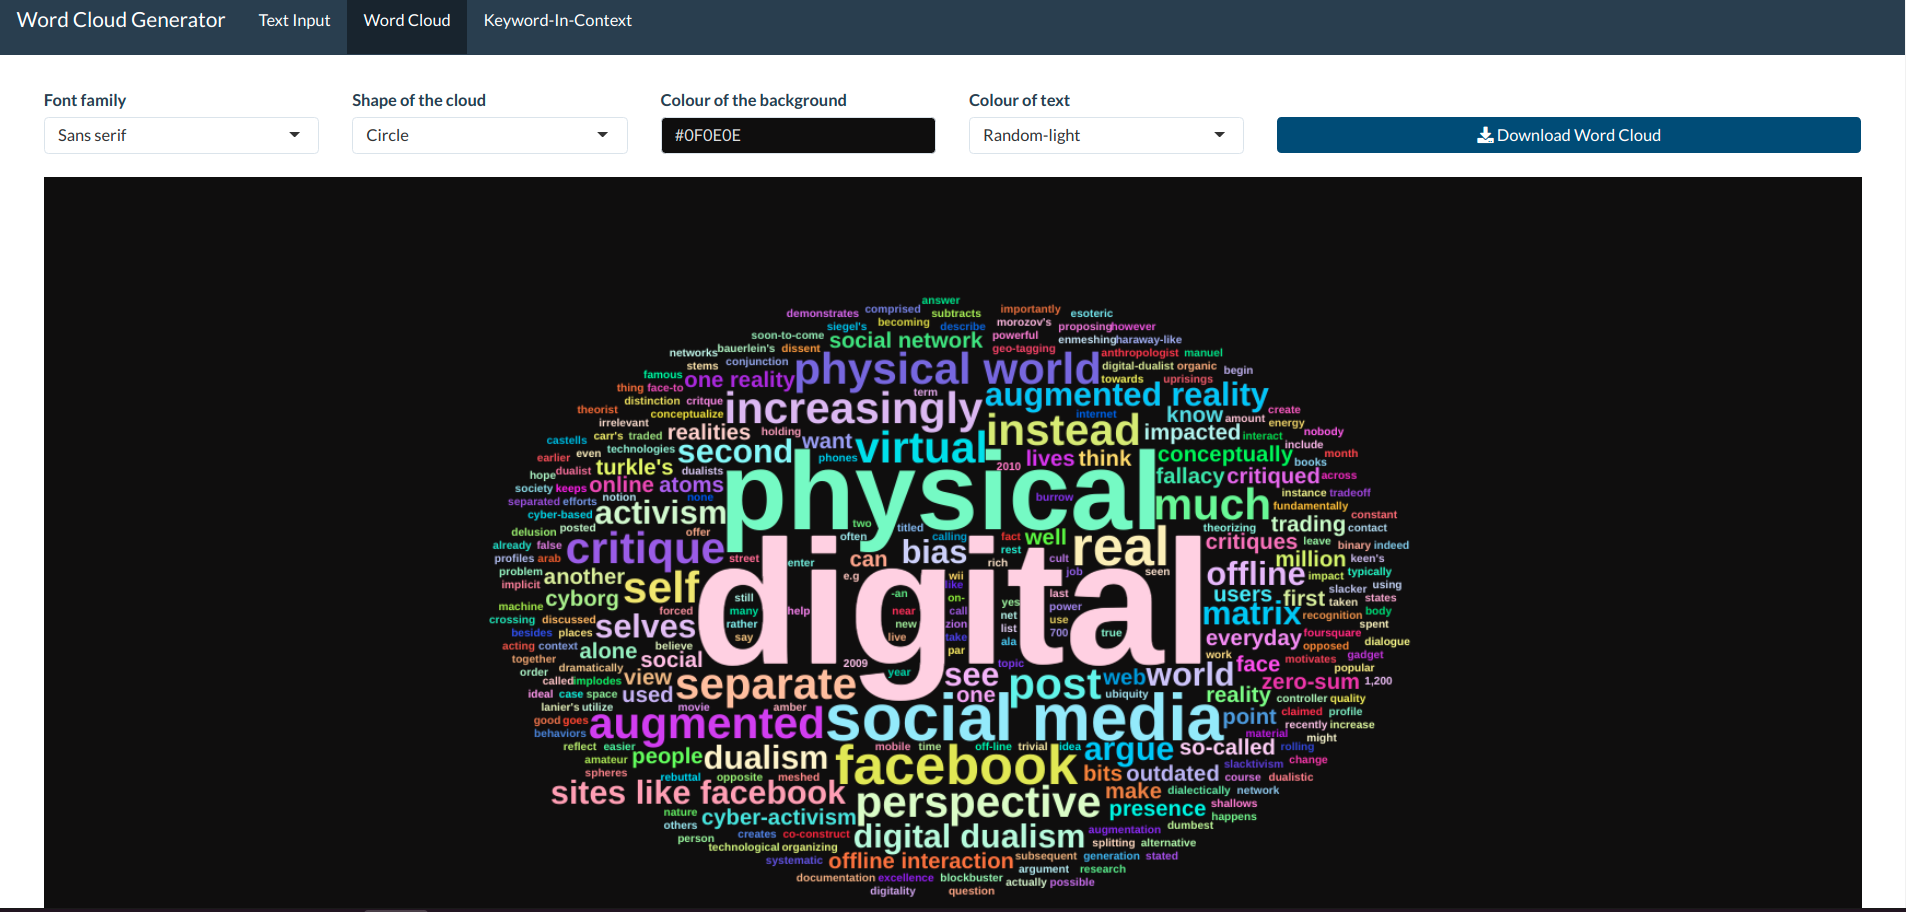 Word Cloud Generator Text Input Word Cloud Keyword-In-Context
Font family Shape of the cloud Colour of the background Colour of text
Sans serif Circle #0F0E0E Random-light Download Word Cloud
answer
demonstrates comprised subtracts importantly esoteric
siegel's becoming describe morozov's proposing however
soon-to-come social network powerful enmeshing haraway-like
networks bauerlein's dissent geo-tagging anthropologist manuel
stems conjunction physical world digital-dualist organic
famous one reality towards uprisings begin
thing face-to term augmented reality
distinction critque increasingly internet create
theorist conceptualize know amount energy
irrelevant realities holding instead impacted interact nobody
castells carr's traded want virtual include
earlier even technologies second phones lives think conceptually books month
hope dualist turkle's dualists 2010 fallacy critiqued across
society keeps online atoms physical instance tradeoff
separated efforts notion none burrow much fundamentally
cyber-based activism two titled theorizing trading constant
delusion posted offer often calling fact well real contact
already false critique bias rest critiques leave binary indeed
profiles arab street enter can rich cult million keen's
problem another e.g wii job seen offline impact typically
implicit self like slacker using
cyborg still -an on- last users first taken states
machine forced many help near call yes power matrix recognition body
crossing discussed rather new zion net use spent
besides places selves say live take list 700 true everyday foursquare
acting context alone believe par ala work opposed dialogue
together social 2009 topic face motivates gadget
order dramatically year popular
called implodes view separate see post web world zero-sum 1,200
ideal case space used one ubiquity reality controller quality
lanier's utilize movie amber digital point claimed profile
good goes augmented social media recently increase
behaviors material might
reflect easier mobile time off-line trivial idea argue so-called rolling
amateur people dualism facebook slacktivism change
spheres rebuttal opposite meshed bits outdated course dualistic
sites like facebook perspective make dialectically network
nature presence shallows
others cyber-activism happens
person creates co-construct digital dualism augmentation dumbest
technological organizing splitting alternative
systematic offline interaction subsequent generation stated
argument research
documentation excellence blockbuster actually possible
digitality question